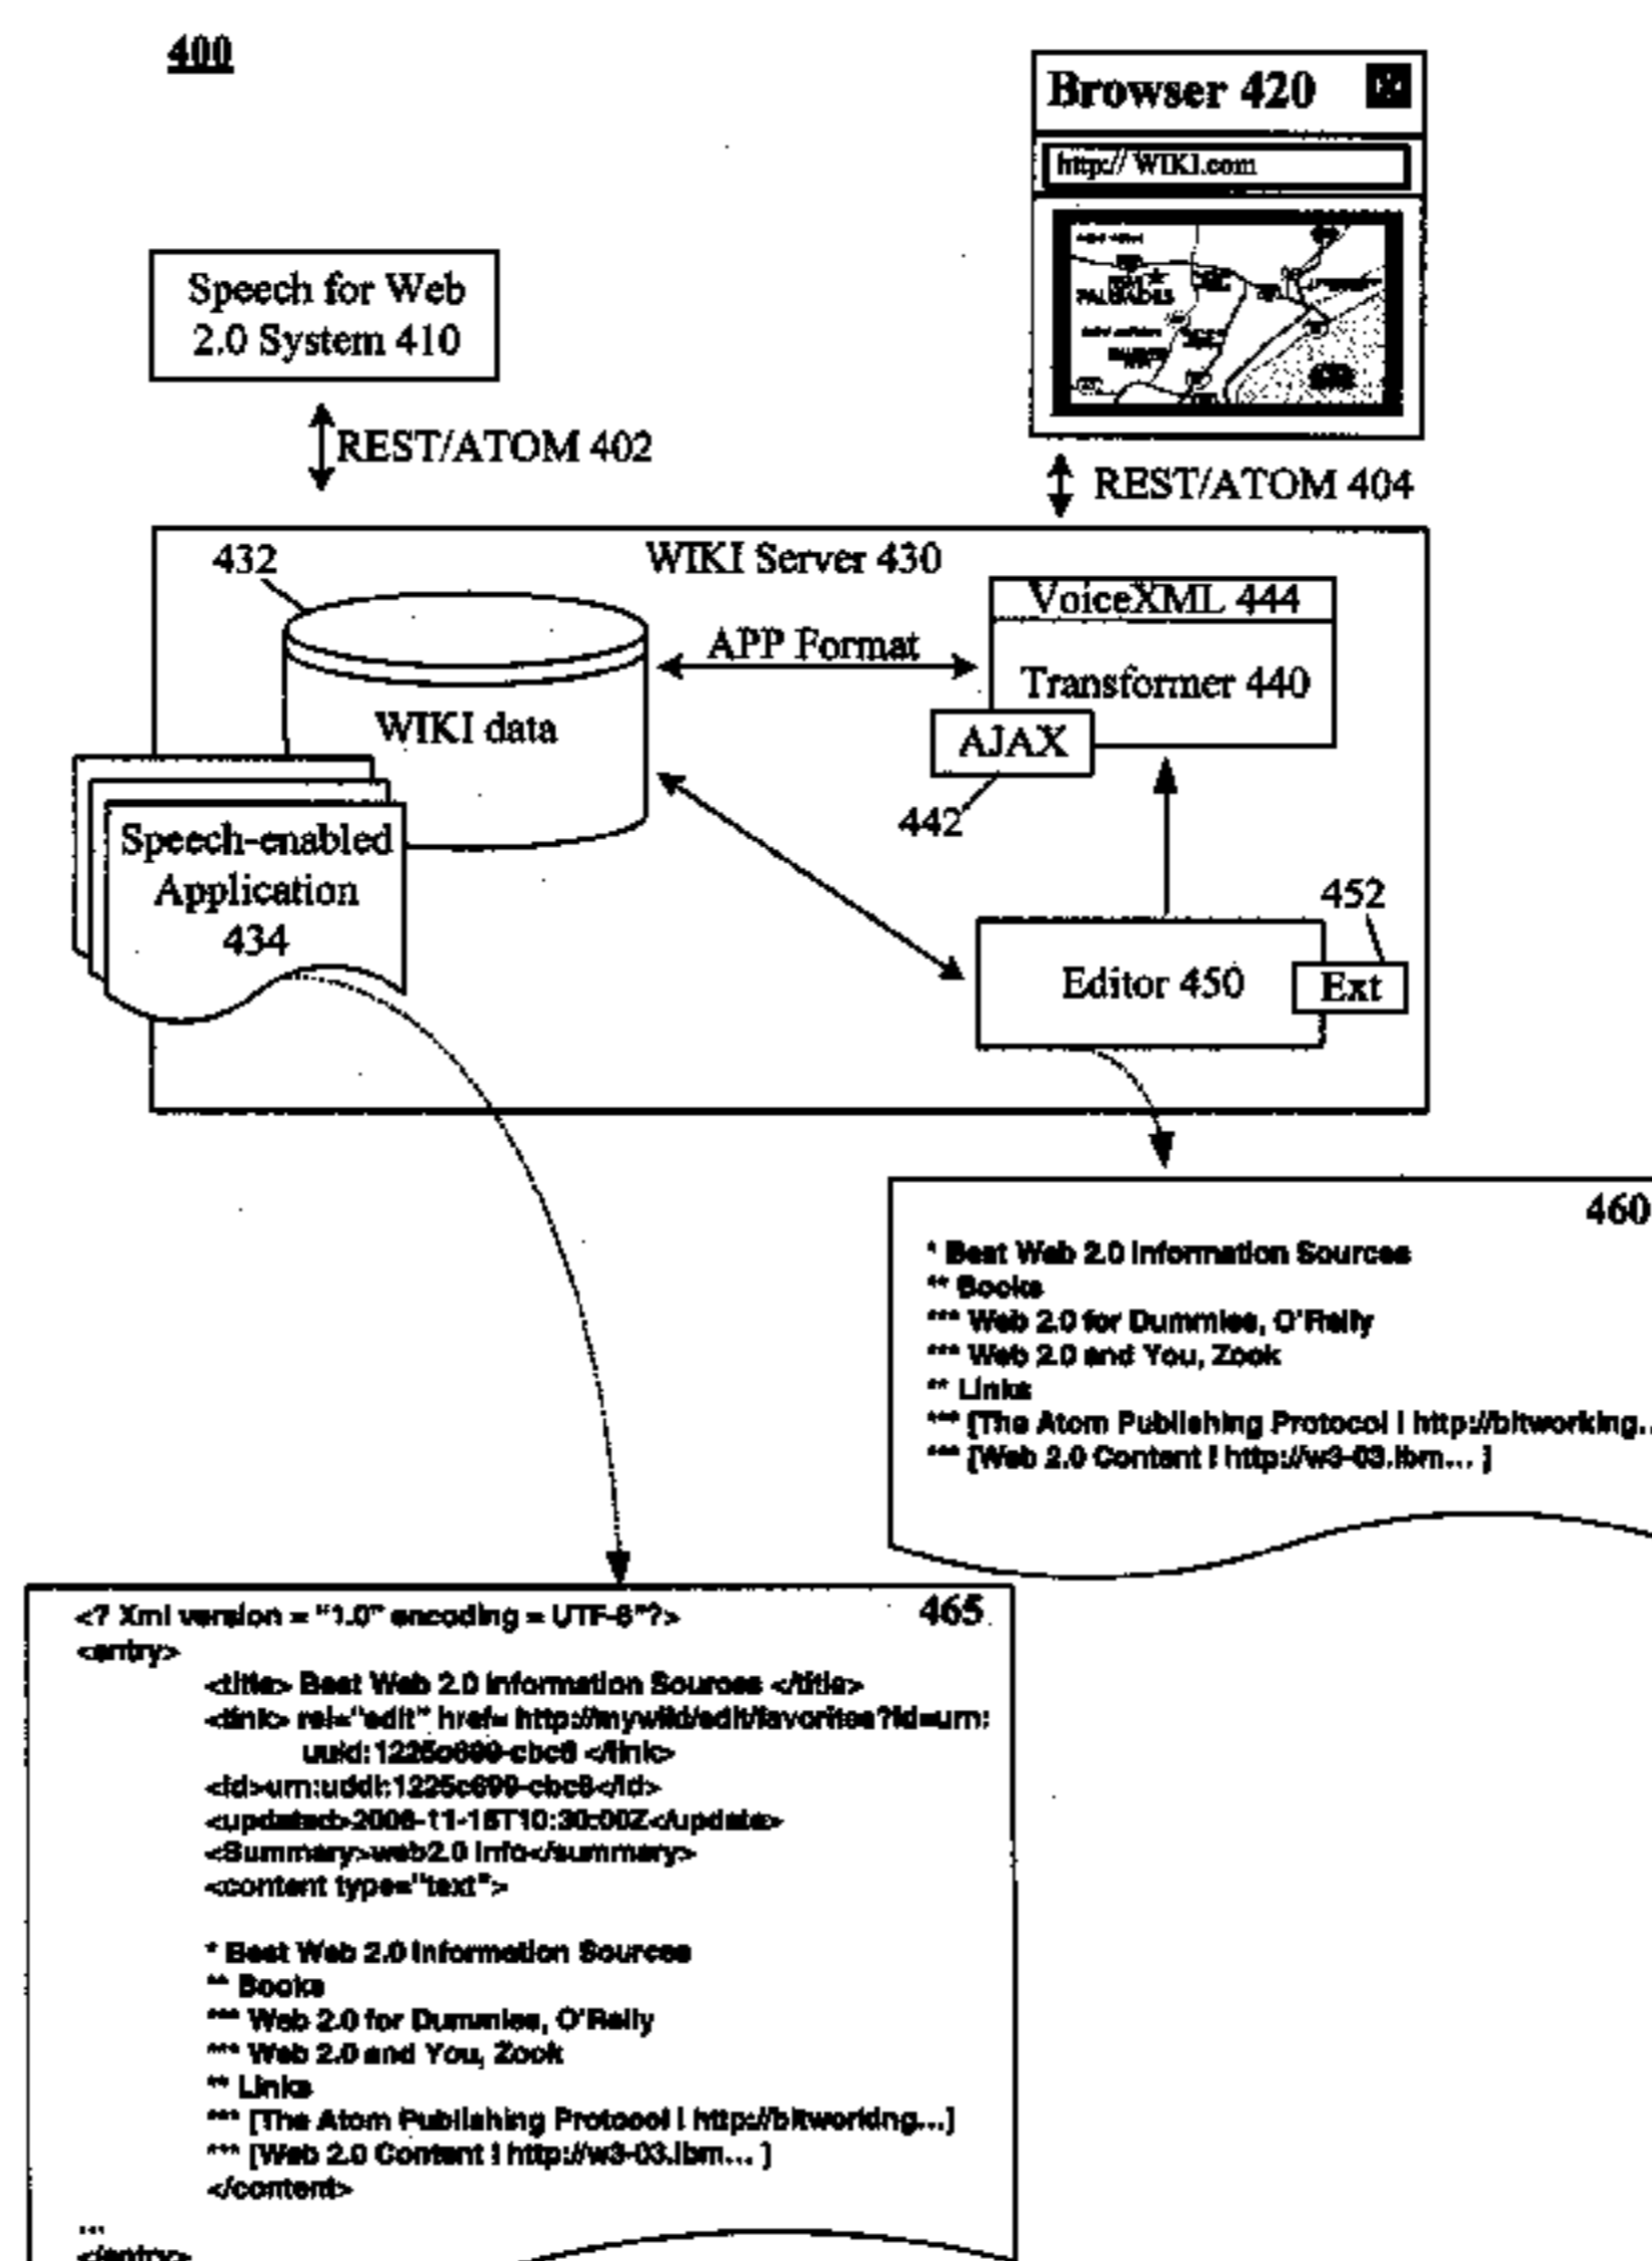 400
Browser 420
http:// WIKI.com
PALISADES
Speech for Web
2.0 System 410
REST/ATOM 402
REST/ATOM 404
432
WIKI Server 430
VoiceXML 444
APP Format
Transformer 440
WIKI data
AJAX
442
Speech-enabled
Application
434
452
Editor 450
Ext
460
* Best Web 2.0 Information Sources
** Books
*** Web 2.0 for Dummies, O'Reilly
*** Web 2.0 and You, Zook
** Links
*** [The Atom Publishing Protocol | http://bitworking...
*** [Web 2.0 Content | http://w3-03.ibm... ]
465
<? Xml version = "1.0" encoding = UTF-8"?>
<entry>
<title> Best Web 2.0 Information Sources </title>
<link> rel="edit" href= http://mywiki/edit/favorites?id=urn:
uuid:1225c699-cbc8 </link>
<id>urn:uddi:1225c699-cbc8</id>
<updated>2006-11-18T10:30:00Z</update>
<Summary>web2.0 info</summary>
<content type="text">
* Best Web 2.0 Information Sources
** Books
*** Web 2.0 for Dummies, O'Reilly
*** Web 2.0 and You, Zook
** Links
*** [The Atom Publishing Protocol | http://bitworking...]
*** [Web 2.0 Content | http://w3-03.ibm... ]
</content>
...
</entry>